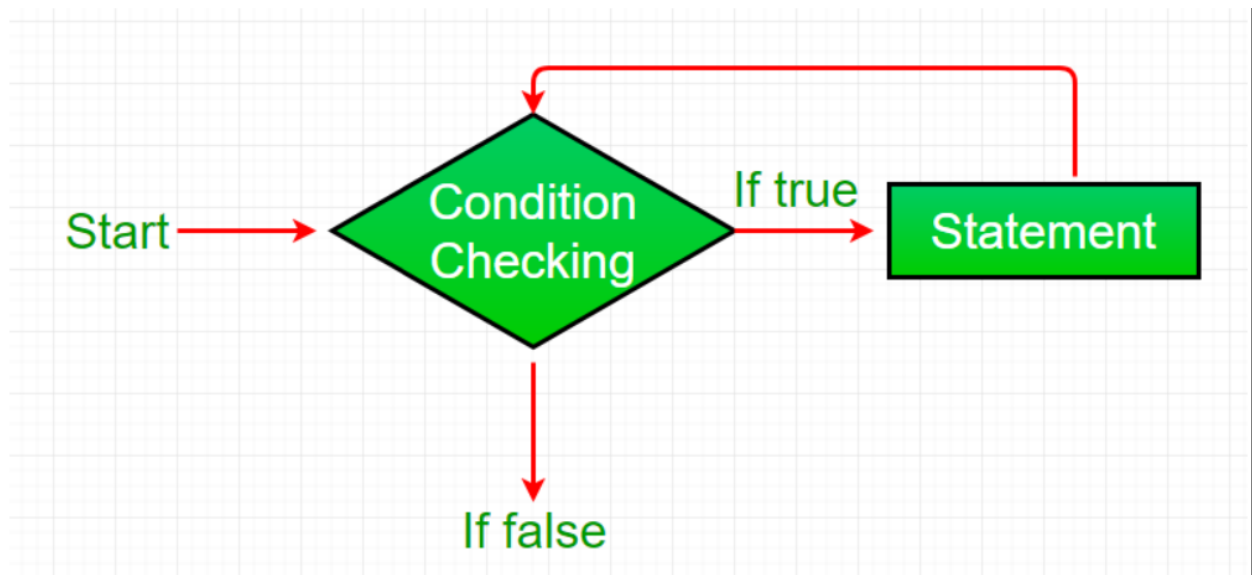 If true
Start
Condition
Checking
Statement
If false